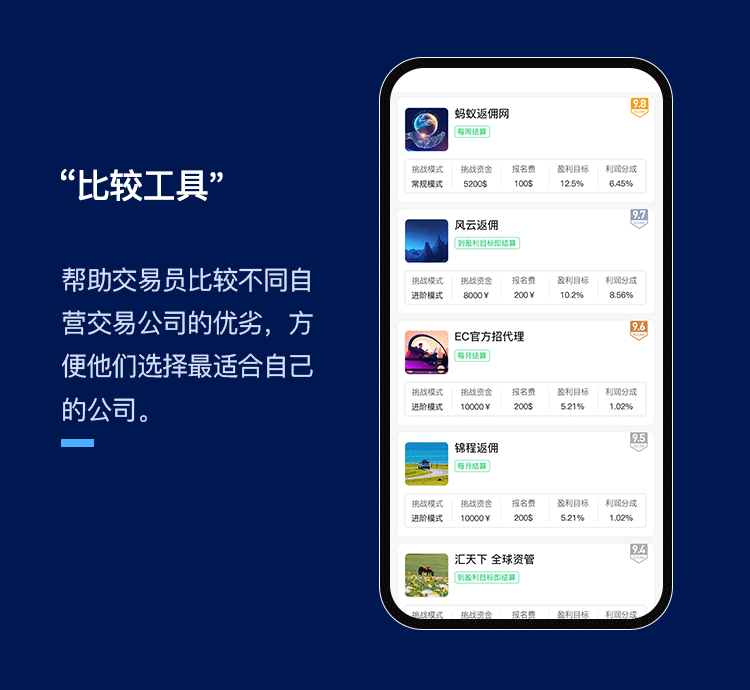 “比较工具”
帮助交易员比较不同自
营交易公司的优劣，方
便他们选择最适合自己
的公司。
蚂蚁返佣网
9.8
每周结算
挑战模式 挑战资金 报名费 盈利目标 利润分成
常规模式 5200$ 100$ 12.5% 6.45%
风云返佣
9.7
到盈利目标即结算
挑战模式 挑战资金 报名费 盈利目标 利润分成
进阶模式 8000￥ 200￥ 10.2% 8.56%
EC官方招代理
9.6
每月结算
挑战模式 挑战资金 报名费 盈利目标 利润分成
进阶模式 10000￥ 200$ 5.21% 1.02%
锦程返佣
9.5
每月结算
挑战模式 挑战资金 报名费 盈利目标 利润分成
进阶模式 10000￥ 200$ 5.21% 1.02%
汇天下 全球资管
9.4
到盈利目标即结算
挑战模式 挑战资金 报名费 盈利目标 利润分成